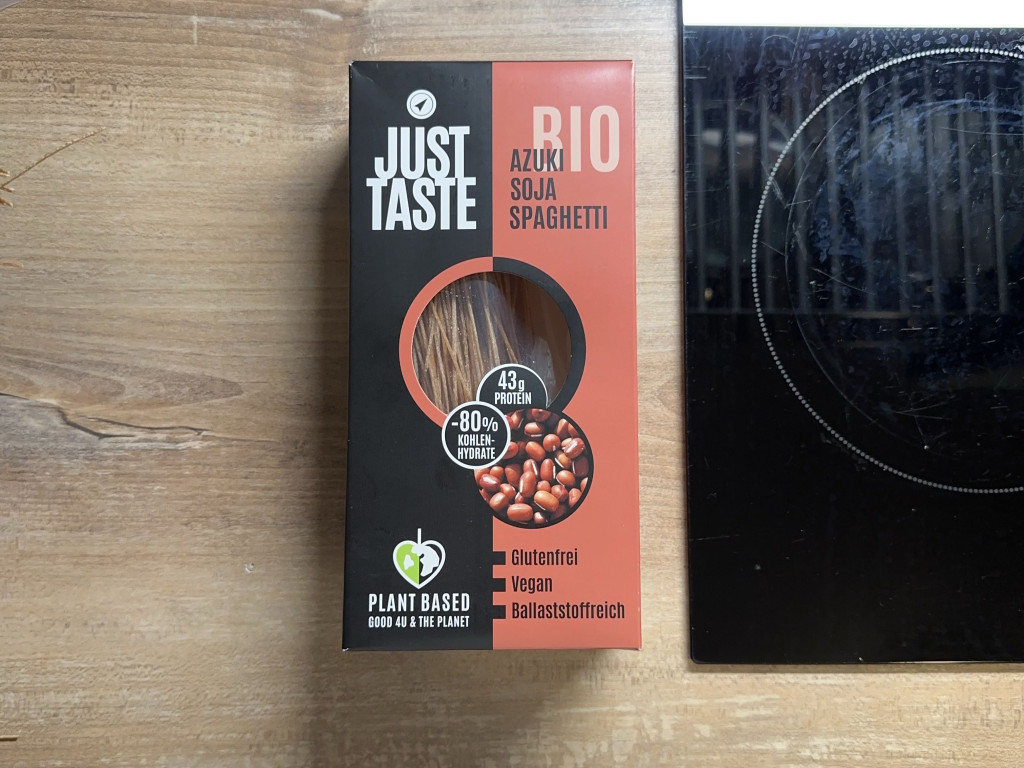 JUST
TASTE
BIO
AZUKI
SOJA
SPAGHETTI
43g
PROTEIN
-80%
KOHLEN-
HYDRATE
Glutenfrei
Vegan
Ballaststoffreich
PLANT BASED
GOOD 4U & THE PLANET